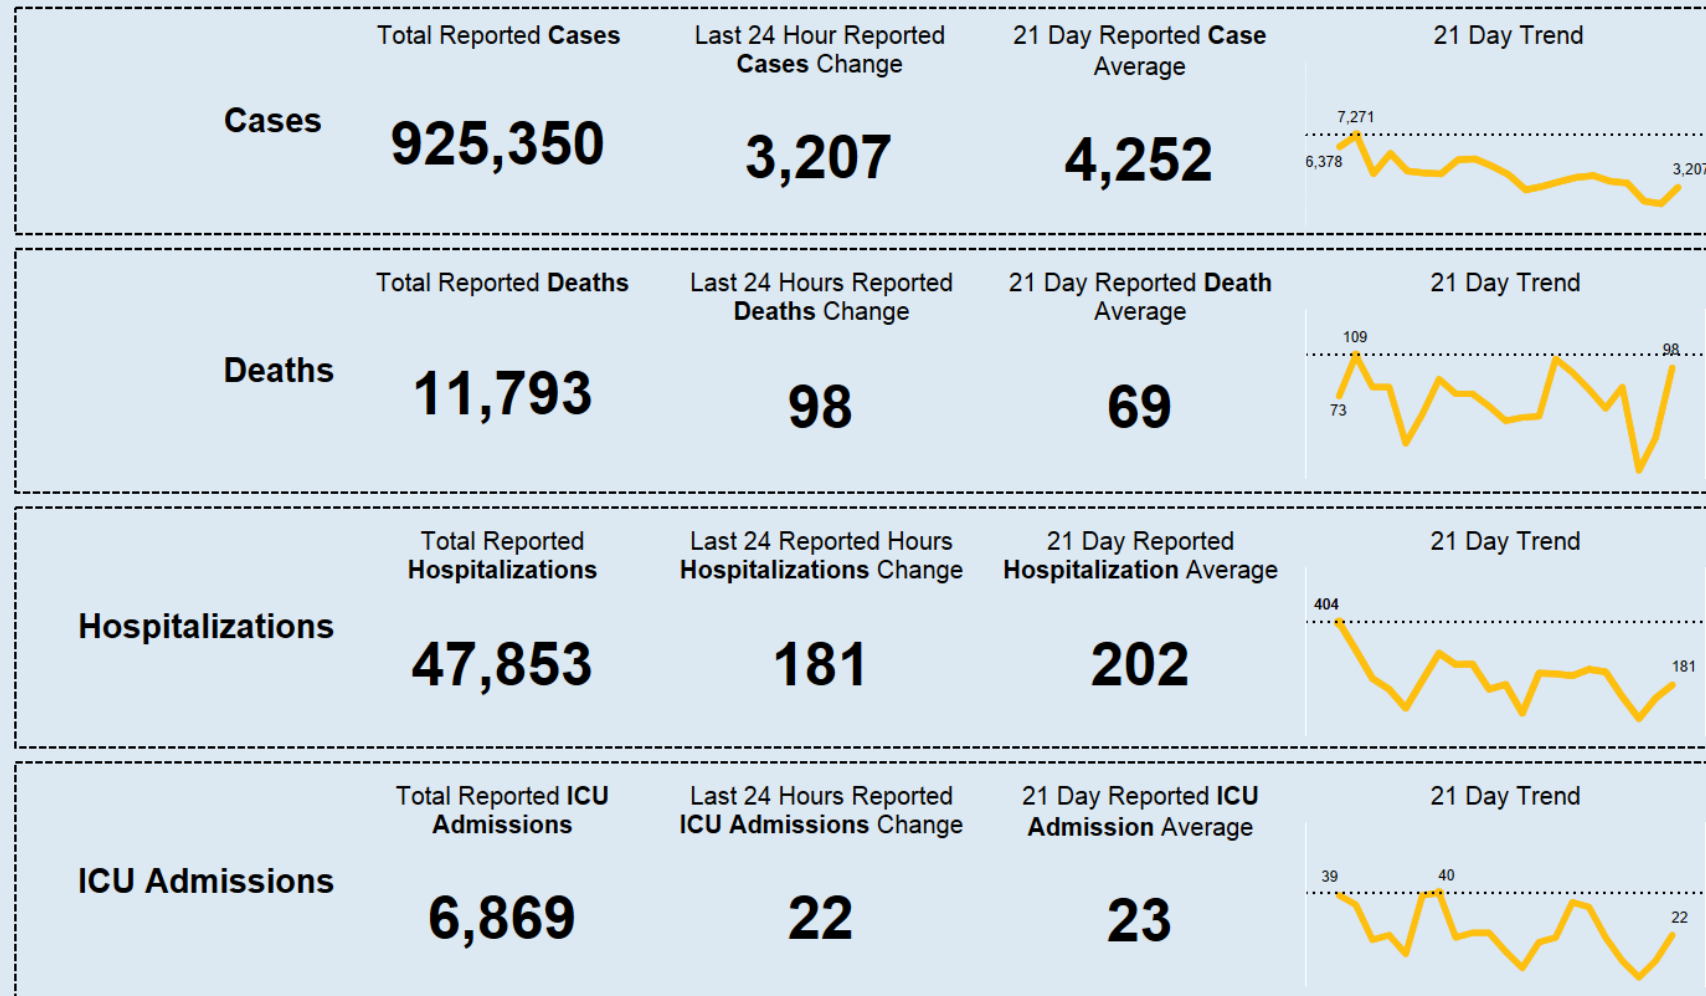 Total Reported Cases
Last 24 Hour Reported
Cases Change
21 Day Reported Case
Average
21 Day Trend
Cases
925,350
3,207
4,252
7,271
6,378
3,207
Total Reported Deaths
Last 24 Hours Reported
Deaths Change
21 Day Reported Death
Average
21 Day Trend
Deaths
11,793
98
69
109
73
98
Total Reported
Hospitalizations
Last 24 Reported Hours
Hospitalizations Change
21 Day Reported
Hospitalization Average
21 Day Trend
Hospitalizations
47,853
181
202
404
181
Total Reported ICU
Admissions
Last 24 Hours Reported
ICU Admissions Change
21 Day Reported ICU
Admission Average
21 Day Trend
ICU Admissions
6,869
22
23
39
40
22